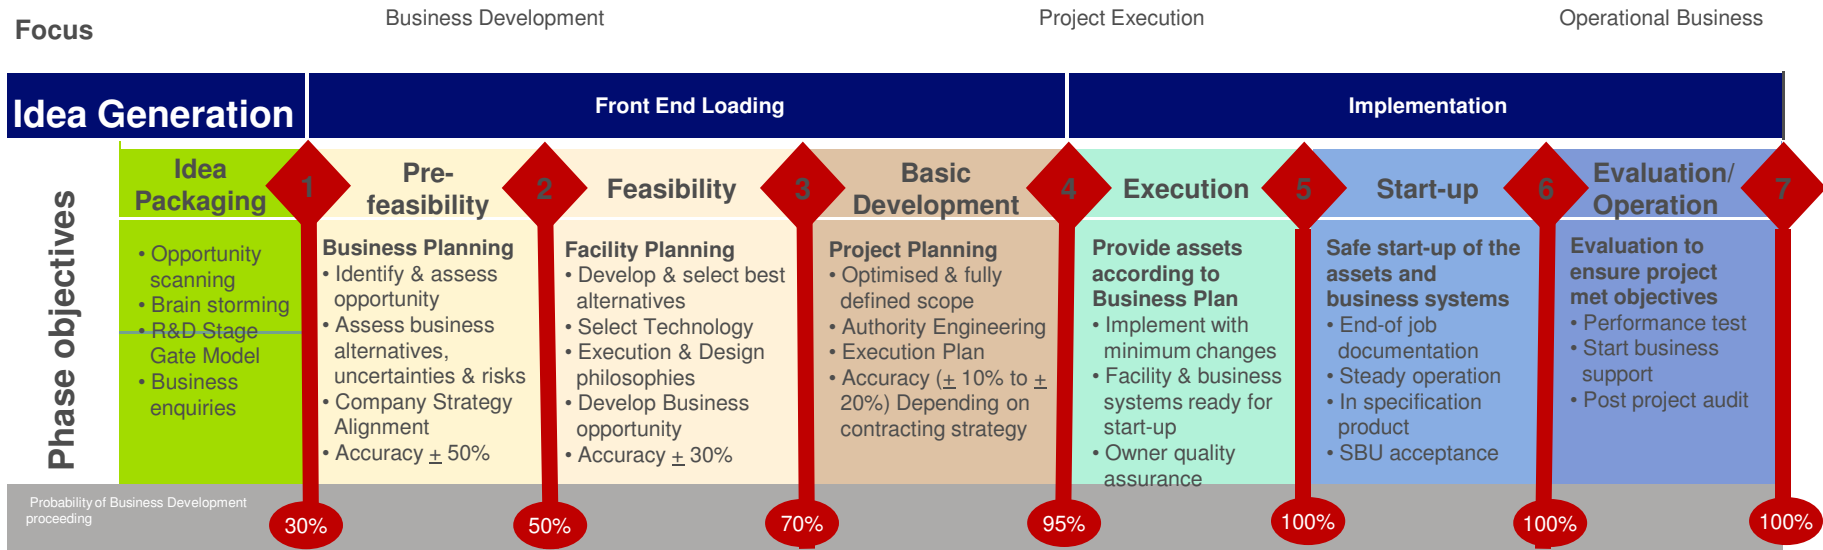 Focus
Business Development
Project Execution
Operational Business
Idea Generation
Front End Loading
Implementation
Phase objectives
Idea
Packaging
1
Pre-
feasibility
2
Feasibility
3
Basic
Development
4
Execution
5
Start-up
6
Evaluation/
Operation
7
• Opportunity
scanning
• Brain storming
• R&D Stage
Gate Model
• Business
enquiries
Business Planning
• Identify & assess
opportunity
• Assess business
alternatives,
uncertainties & risks
• Company Strategy
Alignment
• Accuracy ± 50%
Facility Planning
• Develop & select best
alternatives
• Select Technology
• Execution & Design
philosophies
• Develop Business
opportunity
• Accuracy ± 30%
Project Planning
• Optimised & fully
defined scope
• Authority Engineering
• Execution Plan
• Accuracy (± 10% to ±
20%) Depending on
contracting strategy
Provide assets
according to
Business Plan
• Implement with
minimum changes
• Facility & business
systems ready for
start-up
• Owner quality
assurance
Safe start-up of the
assets and
business systems
• End-of job
documentation
• Steady operation
• In specification
product
• SBU acceptance
Evaluation to
ensure project
met objectives
• Performance test
• Start business
support
• Post project audit
Probability of Business Development
proceeding
30%
50%
70%
95%
100%
100%
100%